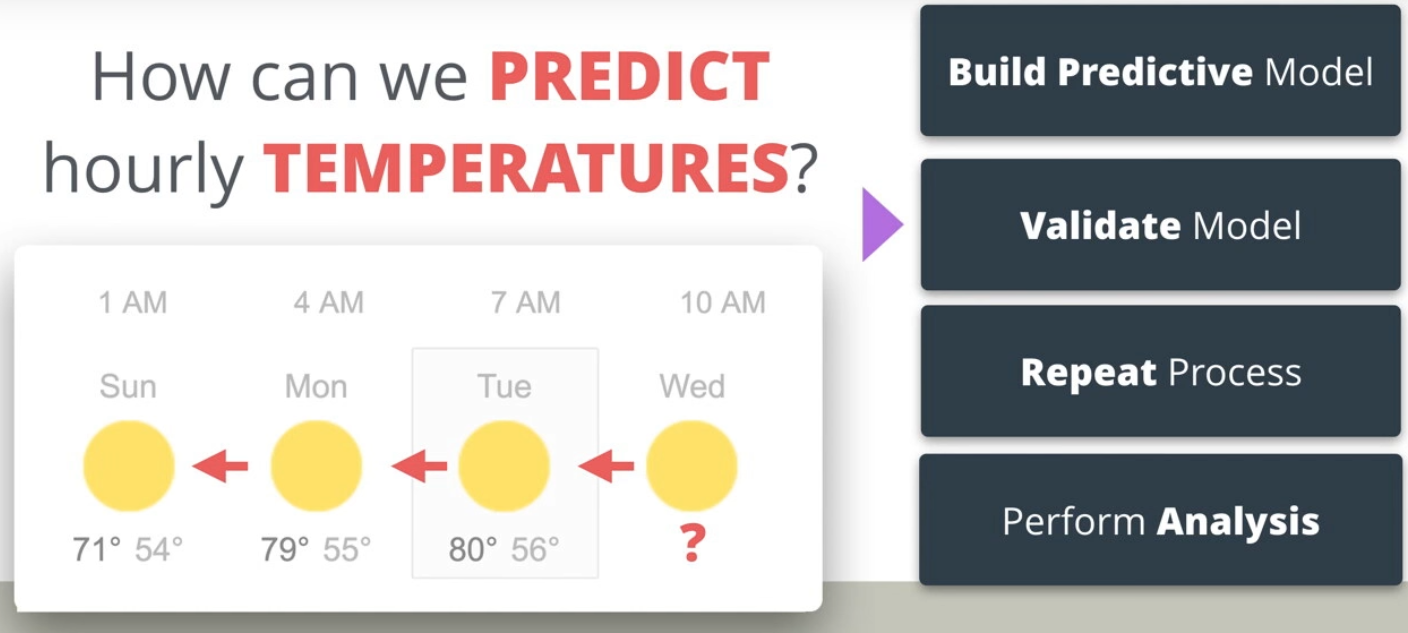 How can we PREDICT
hourly TEMPERATURES?
1 AM 4 AM 7 AM 10 AM
Sun Mon Tue Wed
71° 54° 79° 55° 80° 56° ?
Build Predictive Model
Validate Model
Repeat Process
Perform Analysis